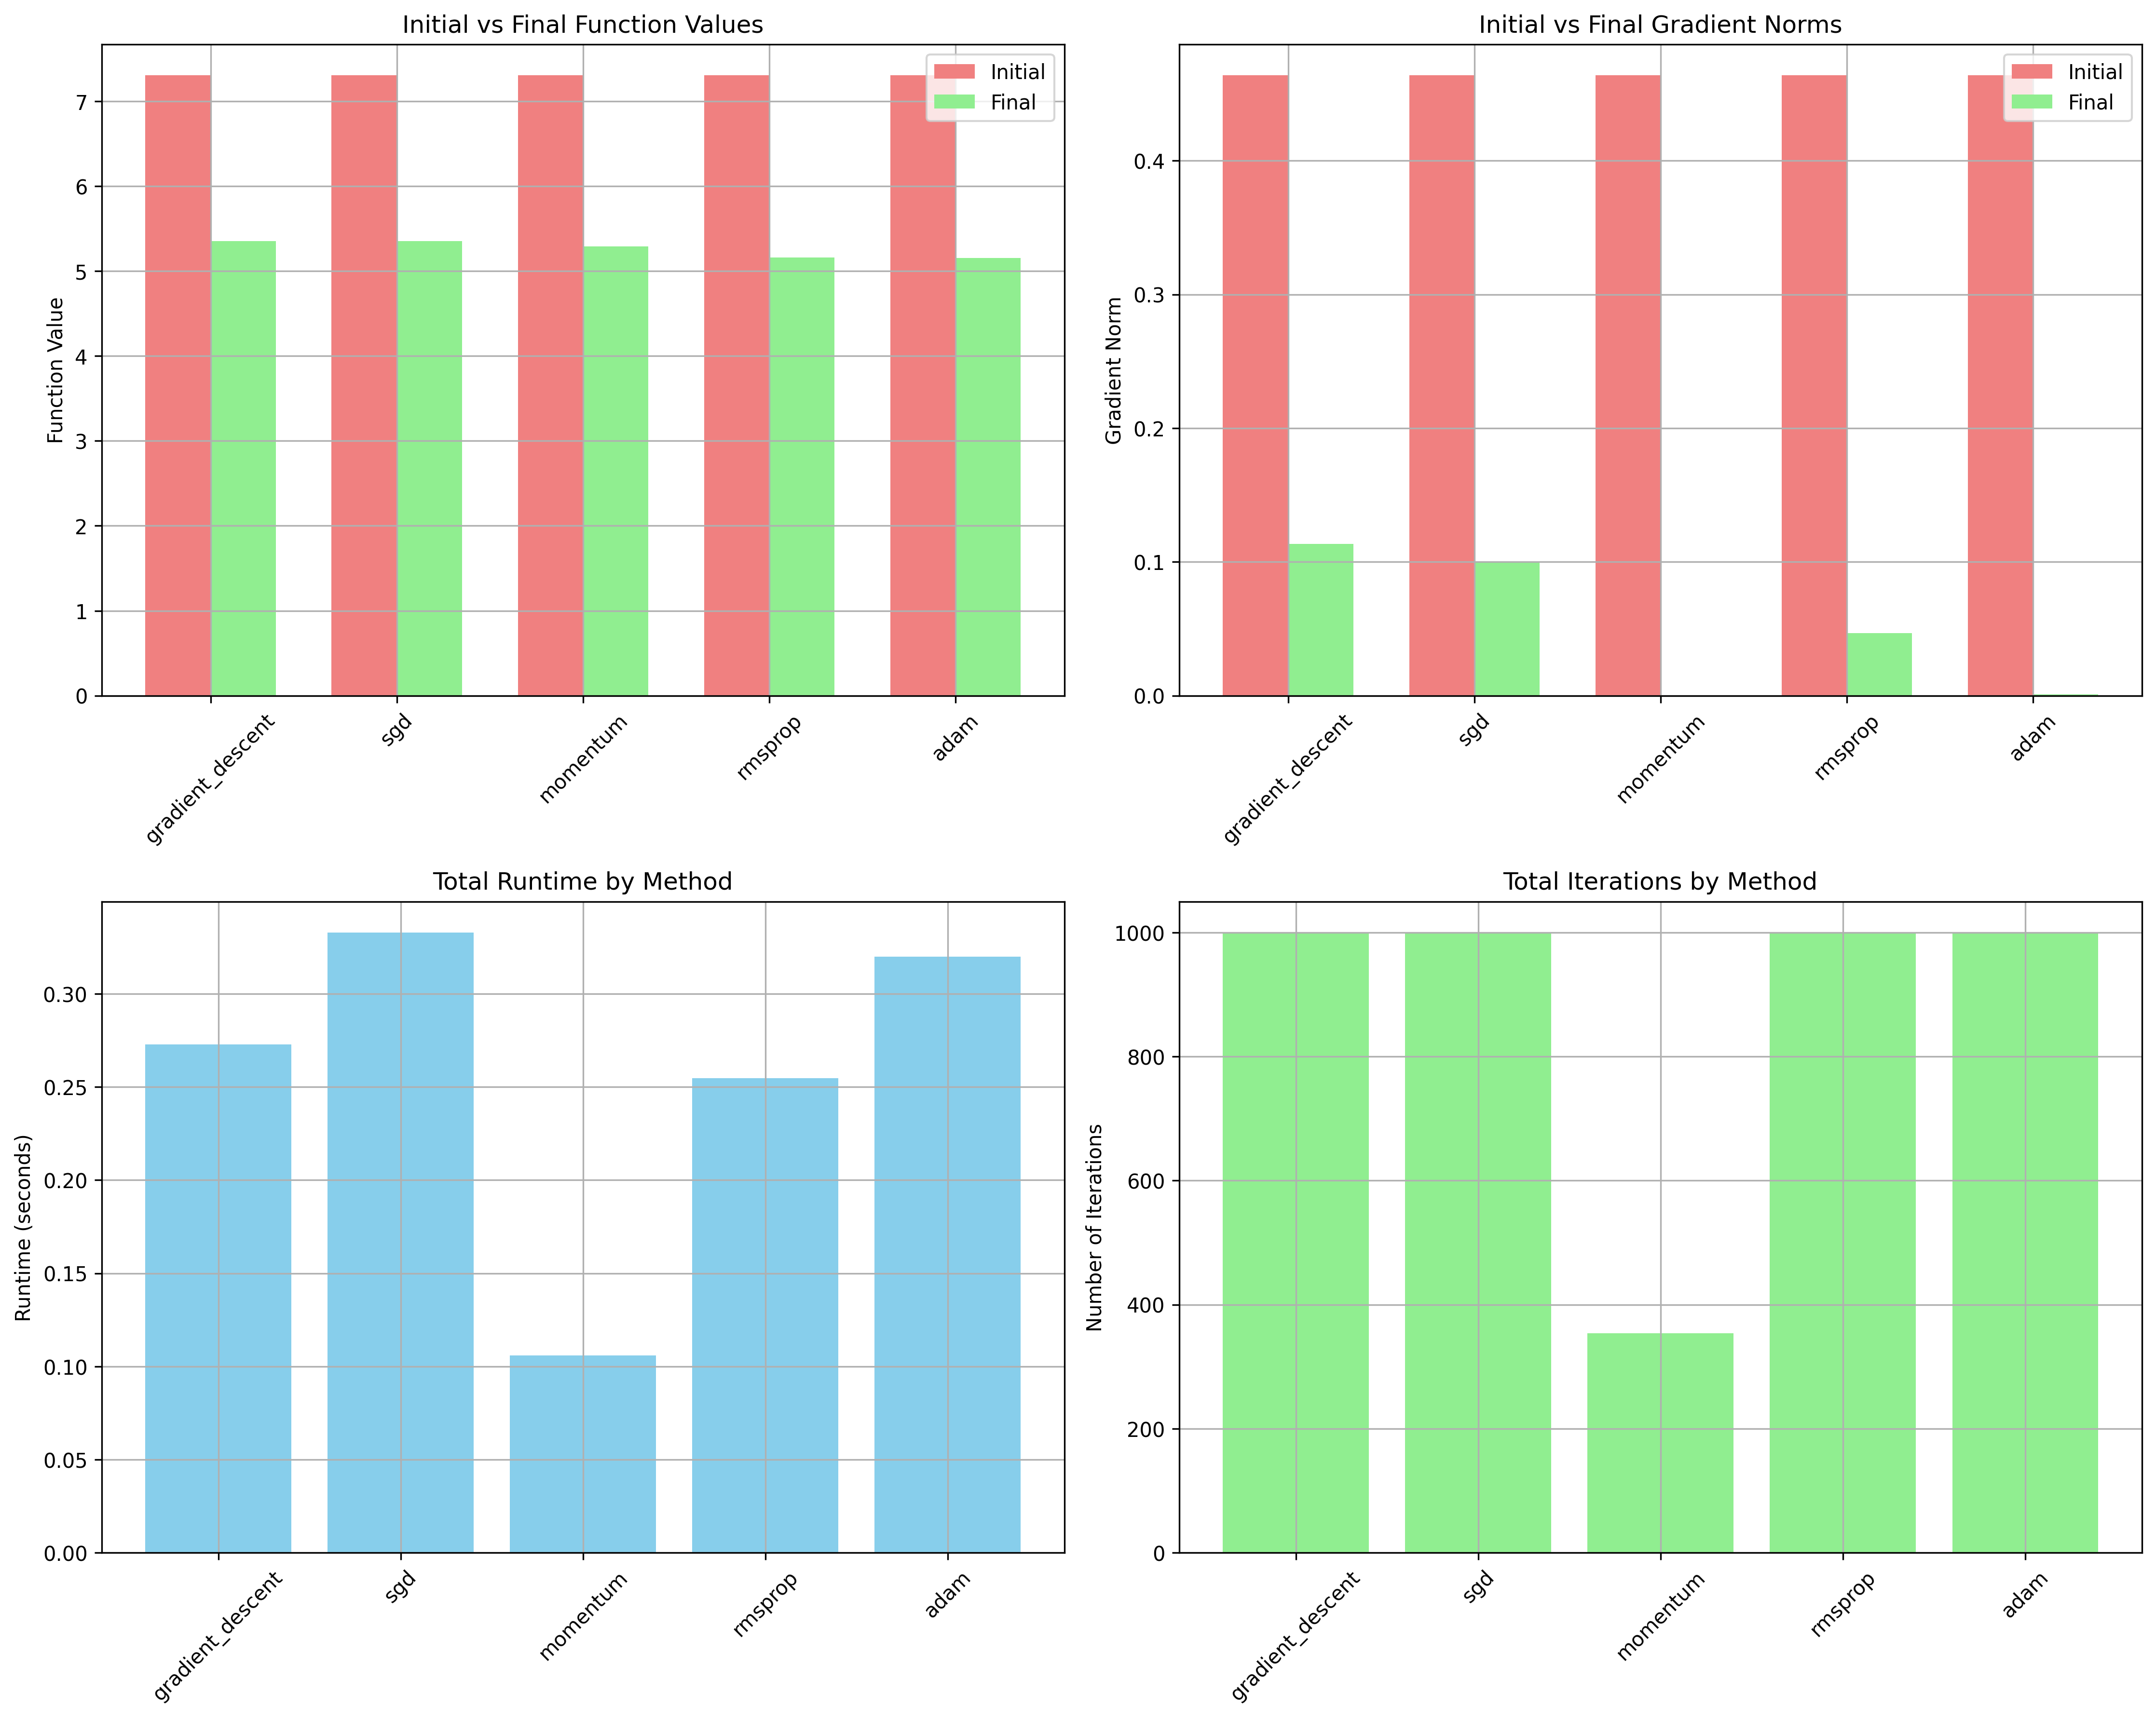 Initial vs Final Function Values
Function Value
7
6
5
4
3
2
1
0
Initial
Final
gradient_descent
sgd
momentum
rmsprop
adam
Initial vs Final Gradient Norms
Gradient Norm
0.4
0.3
0.2
0.1
0.0
Initial
Final
gradient_descent
sgd
momentum
rmsprop
adam
Total Runtime by Method
Runtime (seconds)
0.30
0.25
0.20
0.15
0.10
0.05
0.00
gradient_descent
sgd
momentum
rmsprop
adam
Total Iterations by Method
Number of Iterations
1000
800
600
400
200
0
gradient_descent
sgd
momentum
rmsprop
adam